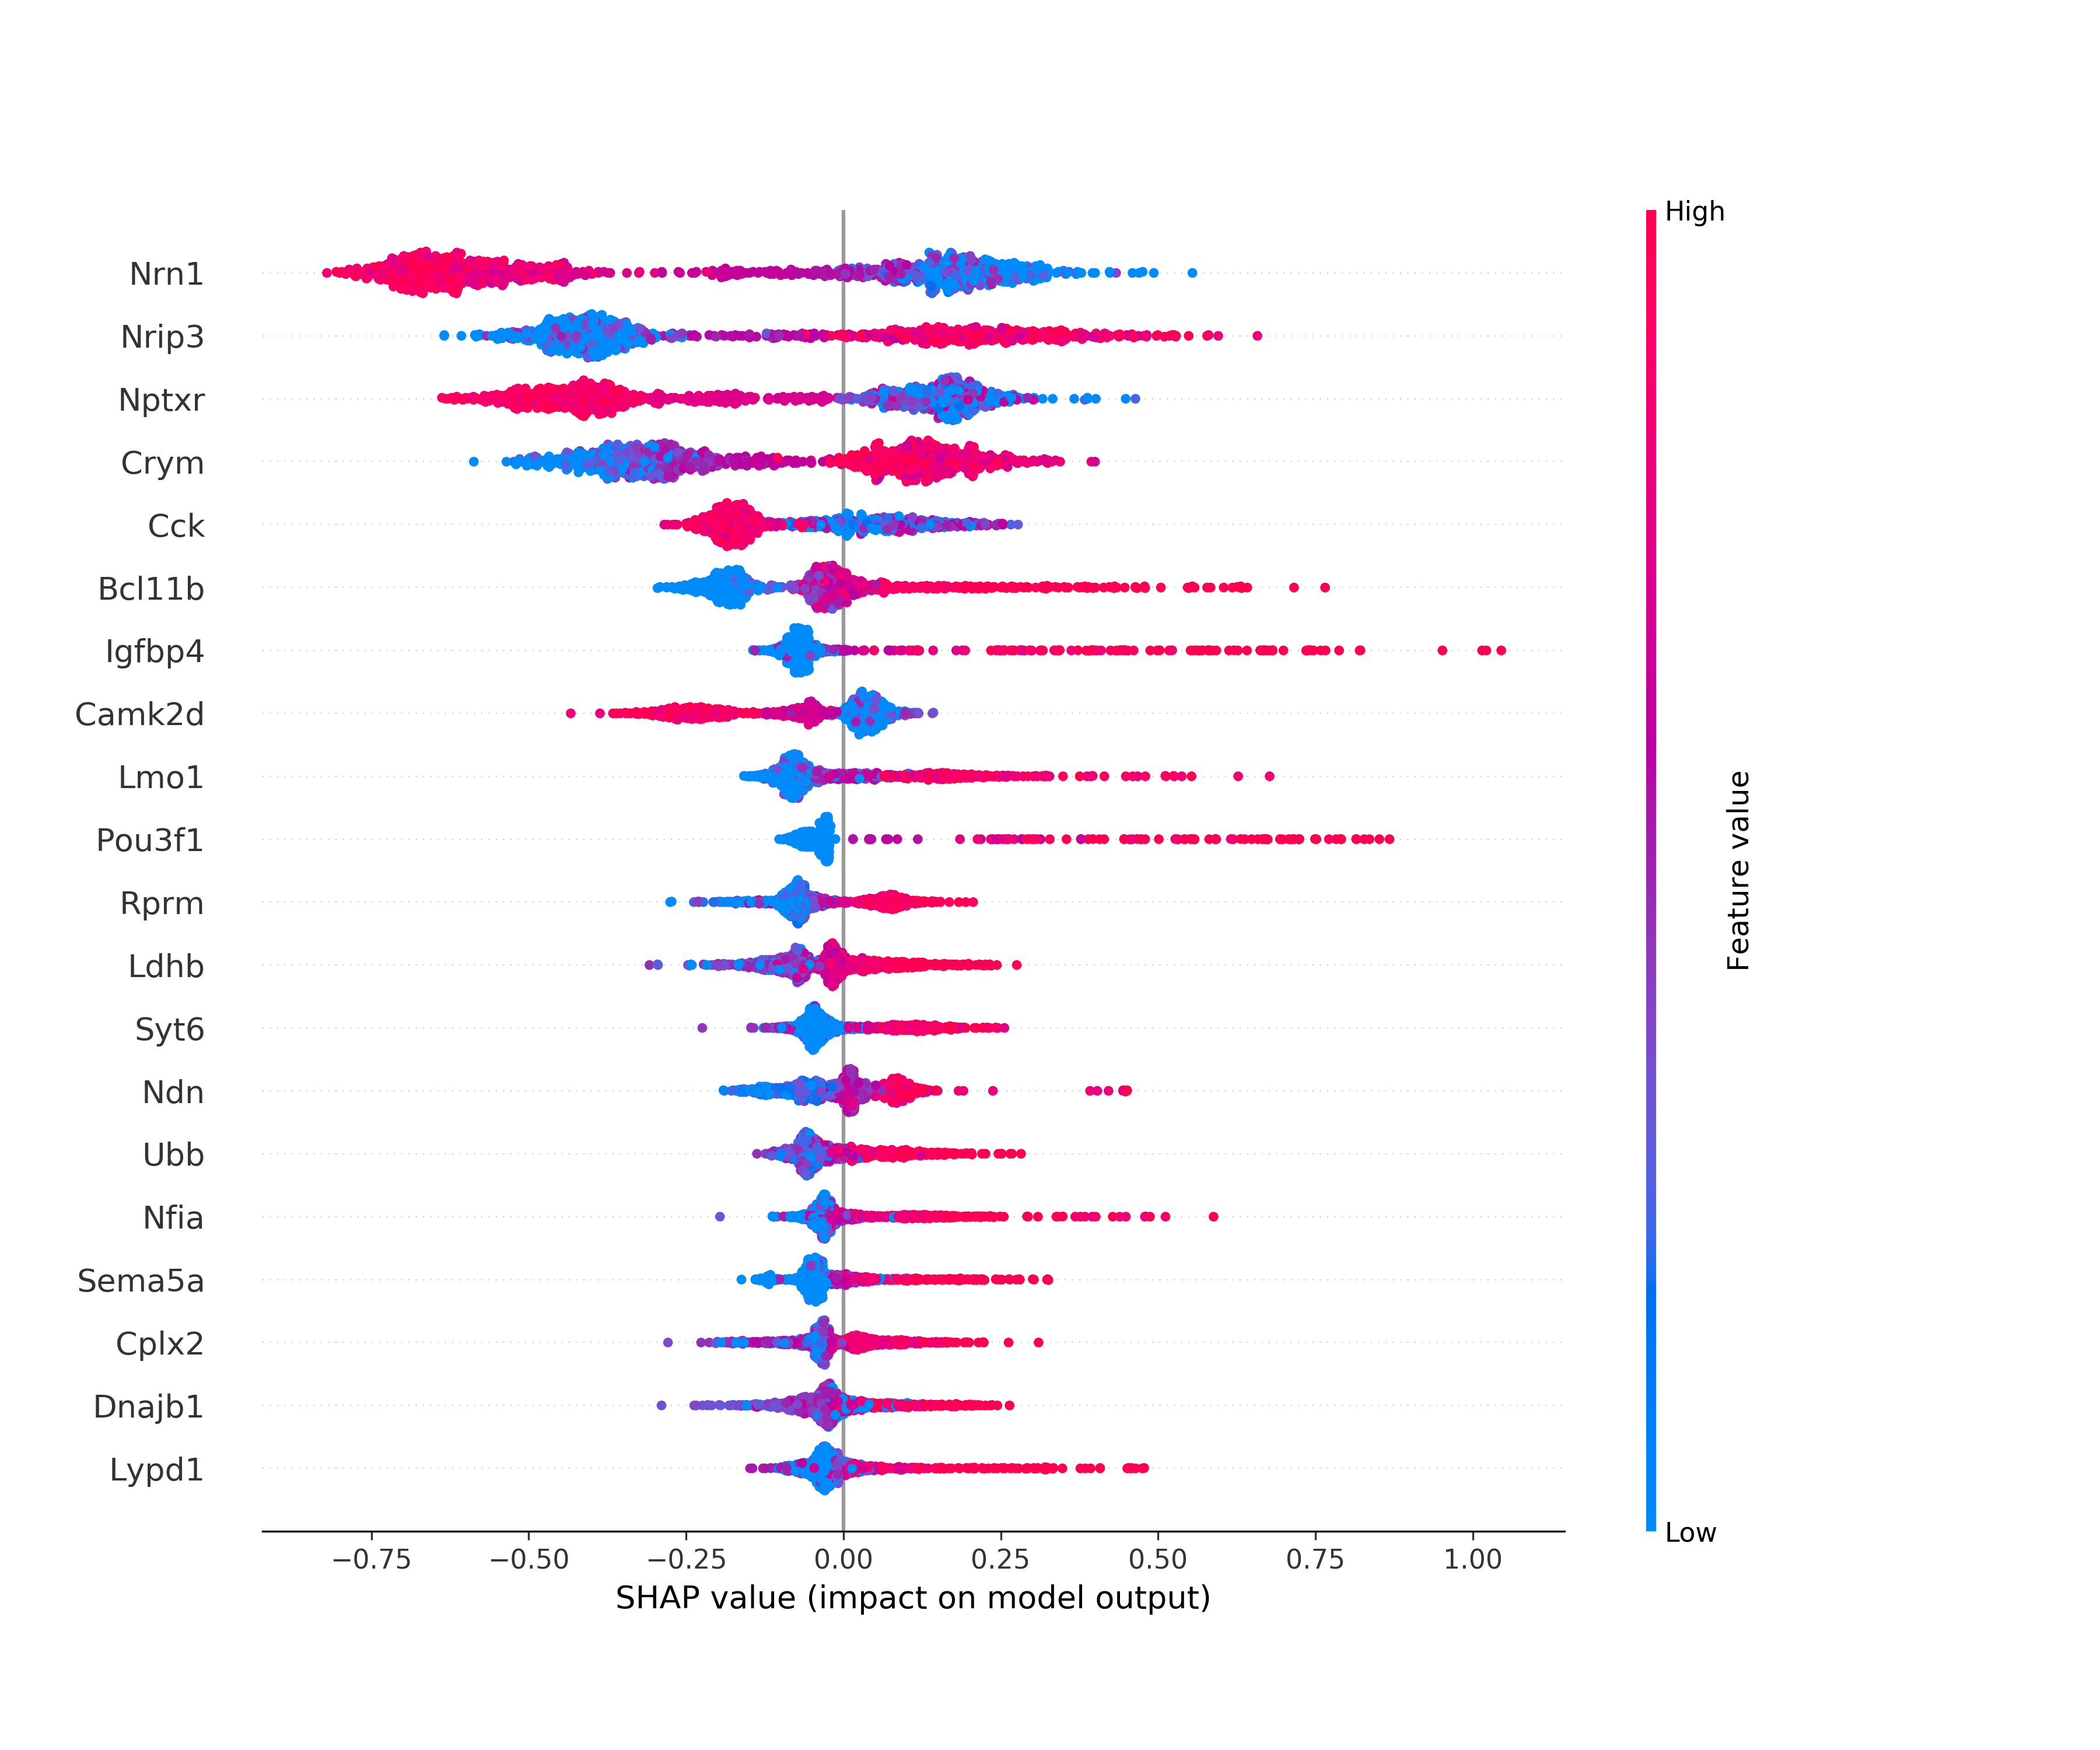 High
Nrn1
Nrip3
Nptxr
Crym
Cck
Bcl11b
Igfbp4
Camk2d
Lmo1
Pou3f1
Rprm
Ldhb
Syt6
Ndn
Ubb
Nfia
Sema5a
Cplx2
Dnajb1
Lypd1
Feature value
Low
−0.75 −0.50 −0.25 0.00 0.25 0.50 0.75 1.00
SHAP value (impact on model output)